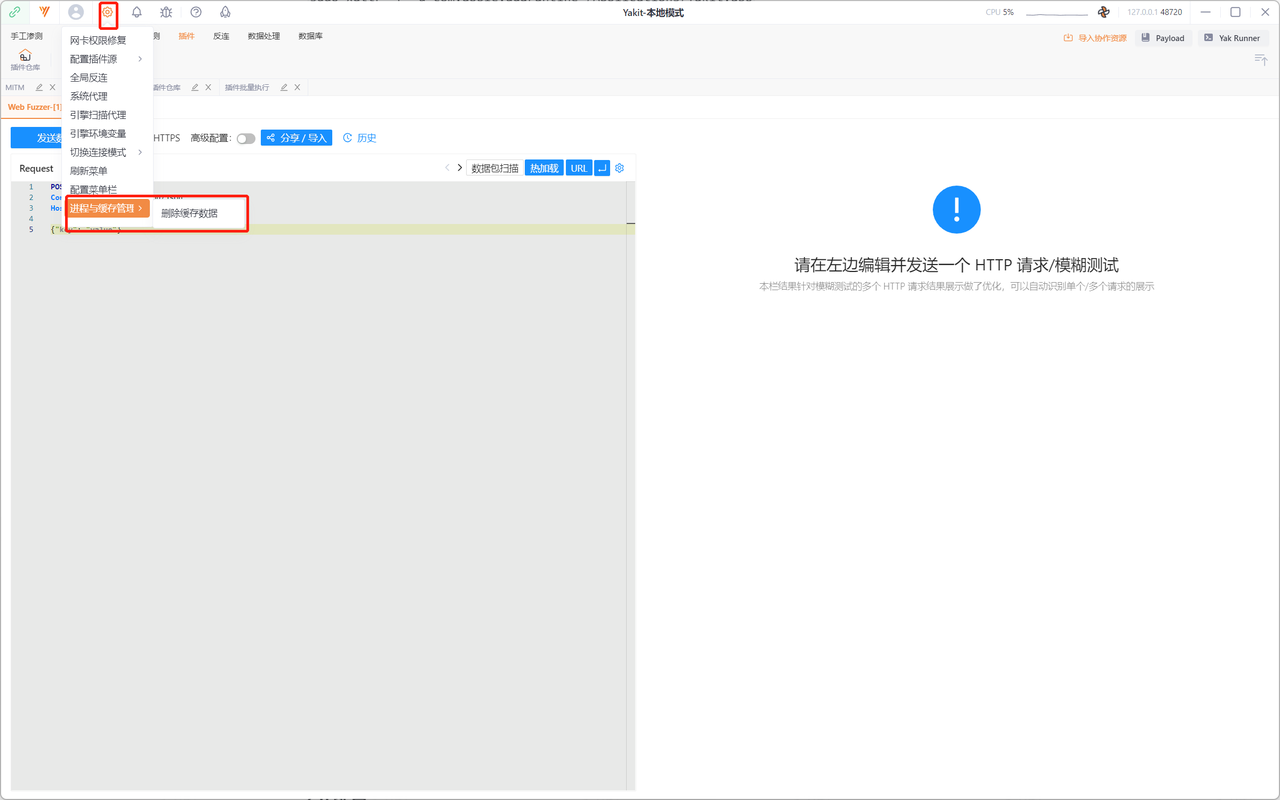 Yakit-本地模式
CPU 5%
127.0.0.1 48720
手工渗测
测
插件
反连
数据处理
数据库
导入协作资源
Payload
Yak Runner
插件仓库
网卡权限修复
配置插件源
全局反连
系统代理
引擎扫描代理
引擎环境变量
切换连接模式
刷新菜单
配置菜单栏
进程与缓存管理
删除缓存数据
MITM
插件仓库
插件批量执行
Web Fuzzer-[1]
发送数
HTTPS
高级配置:
分享 / 导入
历史
Request
数据包扫描
热加载
URL
1 POS
2 Co
3 Ho
4
5 {"key": "value"}
请在左边编辑并发送一个 HTTP 请求/模糊测试
本栏结果针对模糊测试的多个 HTTP 请求结果展示做了优化，可以自动识别单个/多个请求的展示